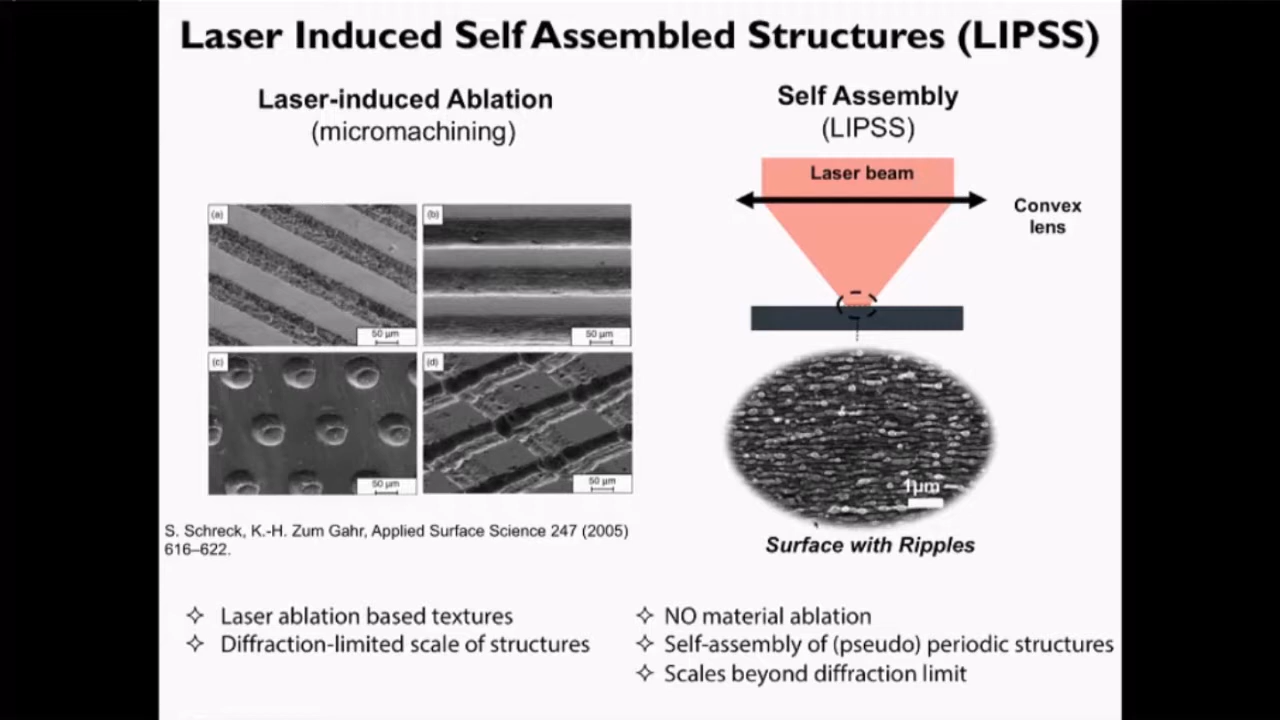 Laser Induced Self Assembled Structures (LIPSS)
Laser-induced Ablation
(micromachining)
(a)
50 µm
(b)
50 µm
(c)
50 µm
(d)
50 µm
S. Schreck, K.-H. Zum Gahr, Applied Surface Science 247 (2005)
616–622.
✧ Laser ablation based textures
✧ Diffraction-limited scale of structures
Self Assembly
(LIPSS)
Laser beam
Convex
lens
1µm
Surface with Ripples
✧ NO material ablation
✧ Self-assembly of (pseudo) periodic structures
✧ Scales beyond diffraction limit